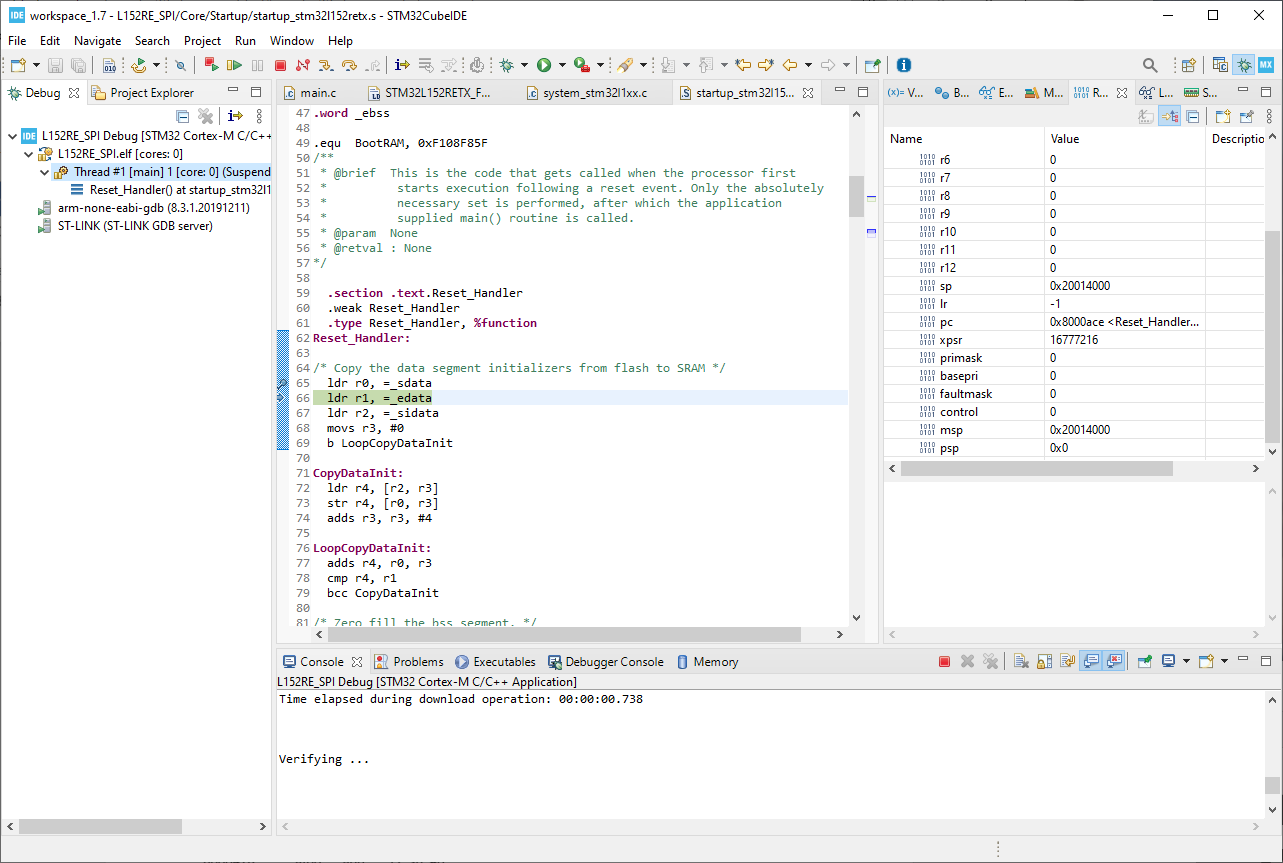 IDE workspace_1.7 - L152RE_SPI/Core/Startup/startup_stm32l152retx.s - STM32CubeIDE
File Edit Navigate Search Project Run Window Help
Debug Project Explorer
L152RE_SPI Debug [STM32 Cortex-M C/C++
L152RE_SPI.elf [cores: 0]
Thread #1 [main] 1 [core: 0] (Suspend
Reset_Handler() at startup_stm32l1
arm-none-eabi-gdb (8.3.1.20191211)
ST-LINK (ST-LINK GDB server)
main.c STM32L152RETX_F... system_stm32l1xx.c startup_stm32l15...
47 .word _ebss
48
49 .equ BootRAM, 0xF108F85F
50 /**
51 * @brief This is the code that gets called when the processor first
52 * starts execution following a reset event. Only the absolutely
53 * necessary set is performed, after which the application
54 * supplied main() routine is called.
55 * @param None
56 * @retval : None
57 */
58
59 .section .text.Reset_Handler
60 .weak Reset_Handler
61 .type Reset_Handler, %function
62 Reset_Handler:
63
64 /* Copy the data segment initializers from flash to SRAM */
65 ldr r0, =_sdata
66 ldr r1, =_edata
67 ldr r2, =_sidata
68 movs r3, #0
69 b LoopCopyDataInit
70
71 CopyDataInit:
72 ldr r4, [r2, r3]
73 str r4, [r0, r3]
74 adds r3, r3, #4
75
76 LoopCopyDataInit:
77 adds r4, r0, r3
78 cmp r4, r1
79 bcc CopyDataInit
80
81 /* Zero fill the bss segment. */
(x)= V... B... E... M... R... L... S...
Name Value Descriptio
r6 0
r7 0
r8 0
r9 0
r10 0
r11 0
r12 0
sp 0x20014000
lr -1
pc 0x8000ace <Reset_Handler...
xpsr 16777216
primask 0
basepri 0
faultmask 0
control 0
msp 0x20014000
psp 0x0
Console Problems Executables Debugger Console Memory
L152RE_SPI Debug [STM32 Cortex-M C/C++ Application]
Time elapsed during download operation: 00:00:00.738
Verifying ...